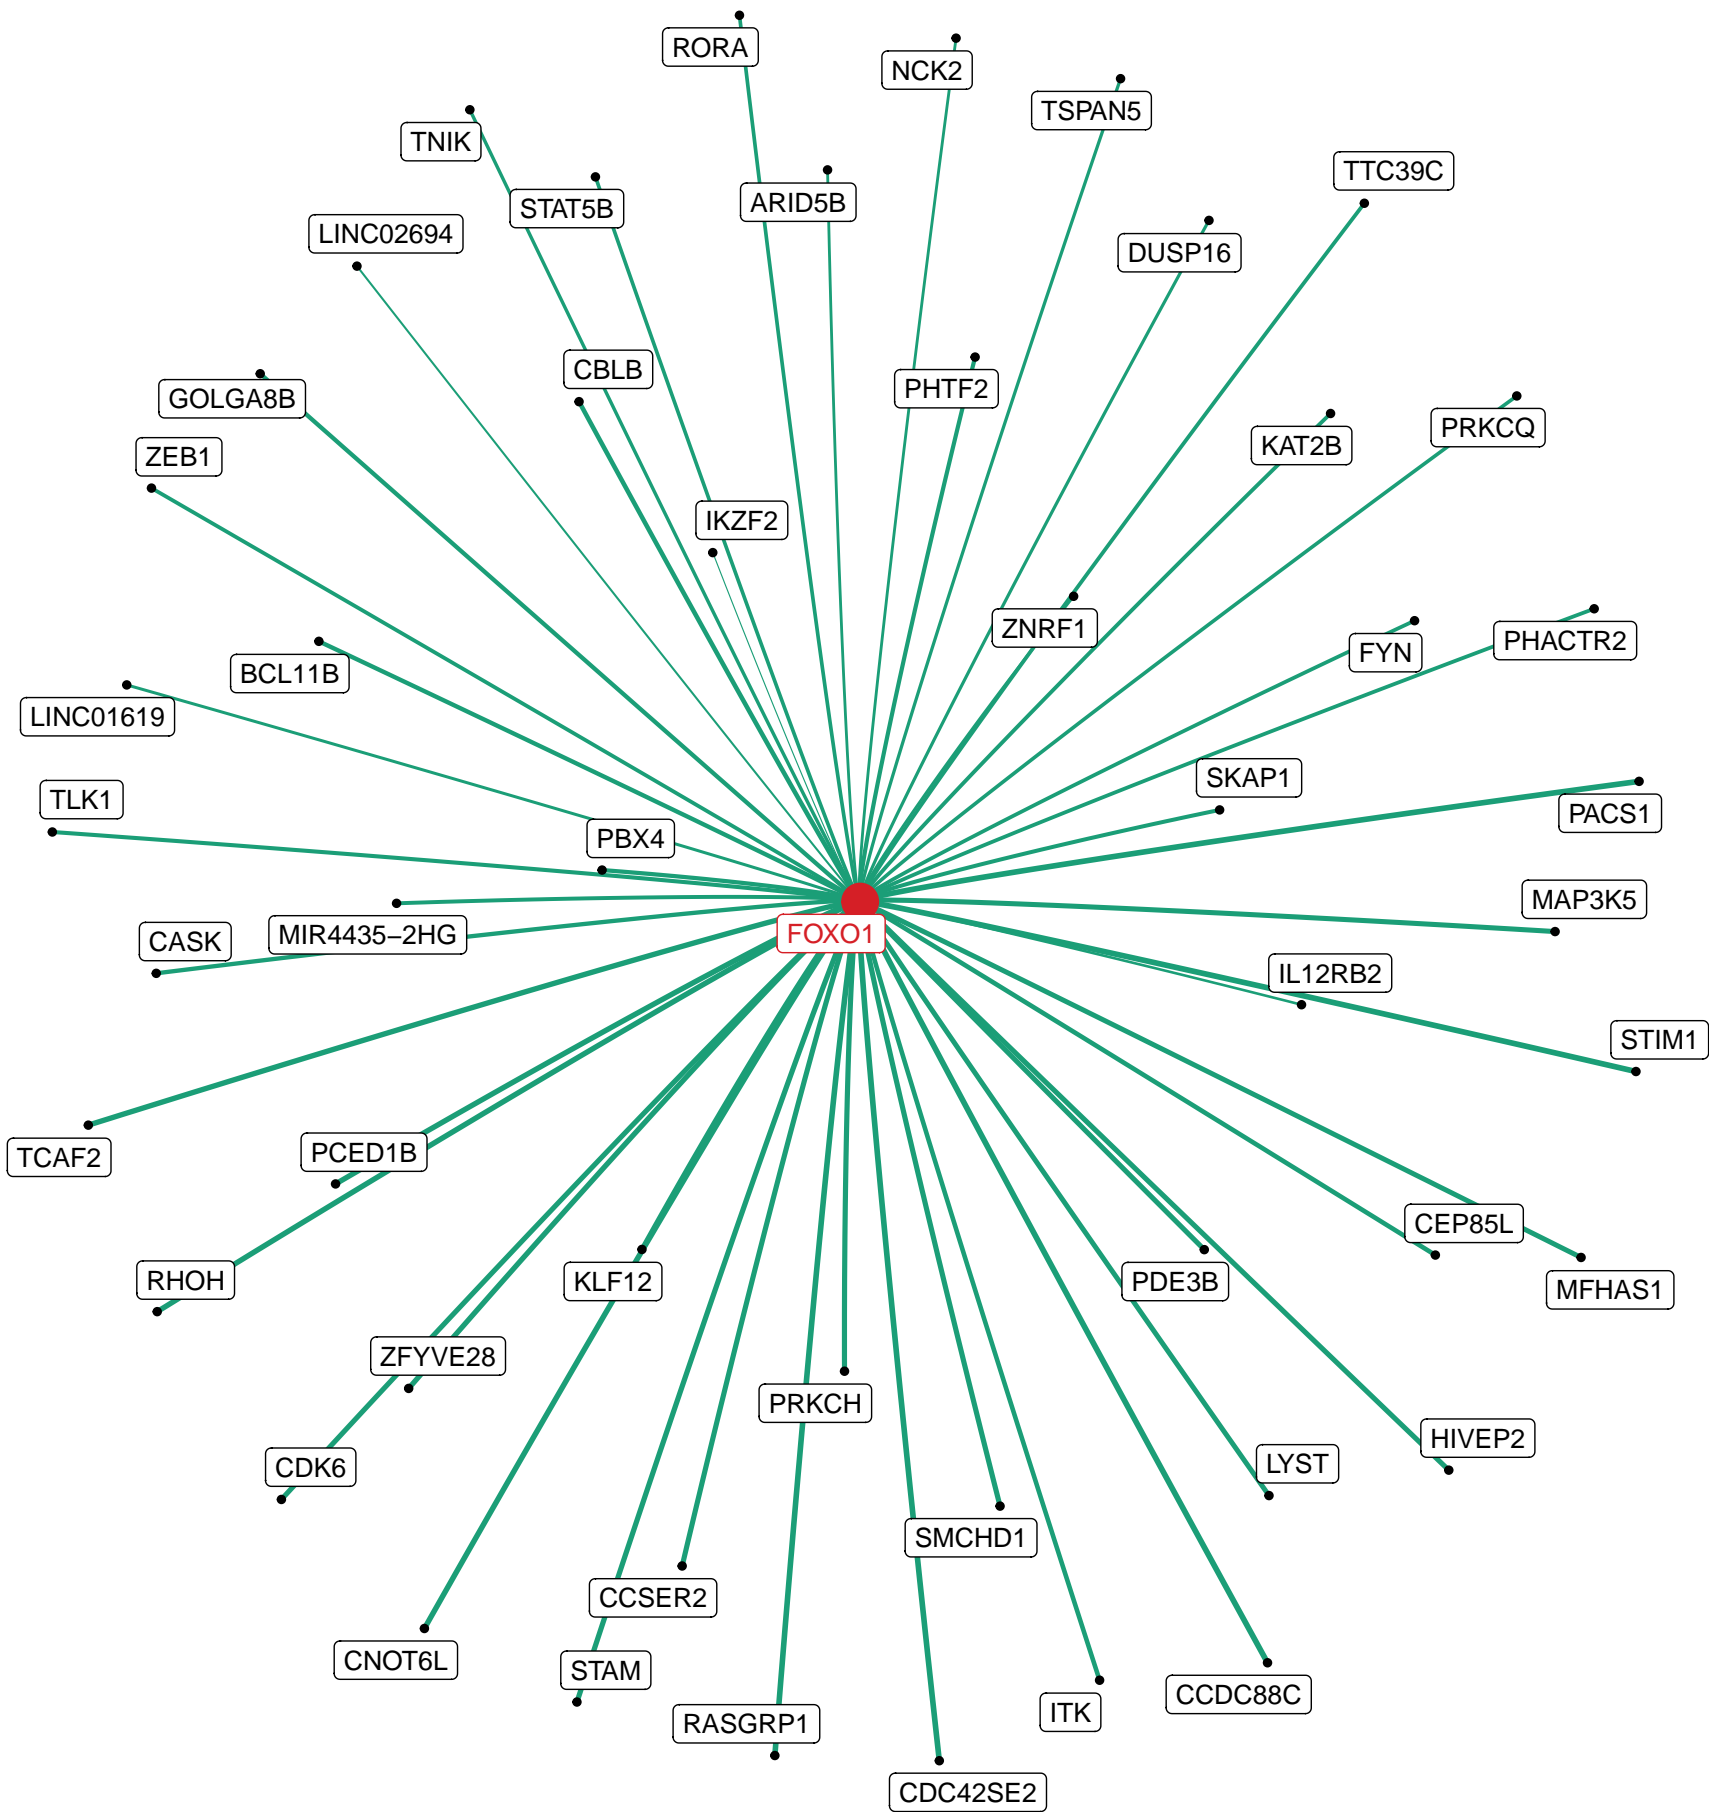 RORA
NCK2
TSPAN5
TNIK
TTC39C
ARID5B
STAT5B
LINC02694
DUSP16
CBLB
PHTF2
GOLGA8B
PRKCQ
KAT2B
ZEB1
IKZF2
ZNRF1
PHACTR2
FYN
BCL11B
LINC01619
SKAP1
TLK1
PACS1
PBX4
MAP3K5
FOXO1
MIR4435−2HG
CASK
IL12RB2
STIM1
PCED1B
TCAF2
CEP85L
RHOH
KLF12
PDE3B
MFHAS1
ZFYVE28
PRKCH
HIVEP2
LYST
CDK6
SMCHD1
CCSER2
CNOT6L
STAM
CCDC88C
ITK
RASGRP1
CDC42SE2